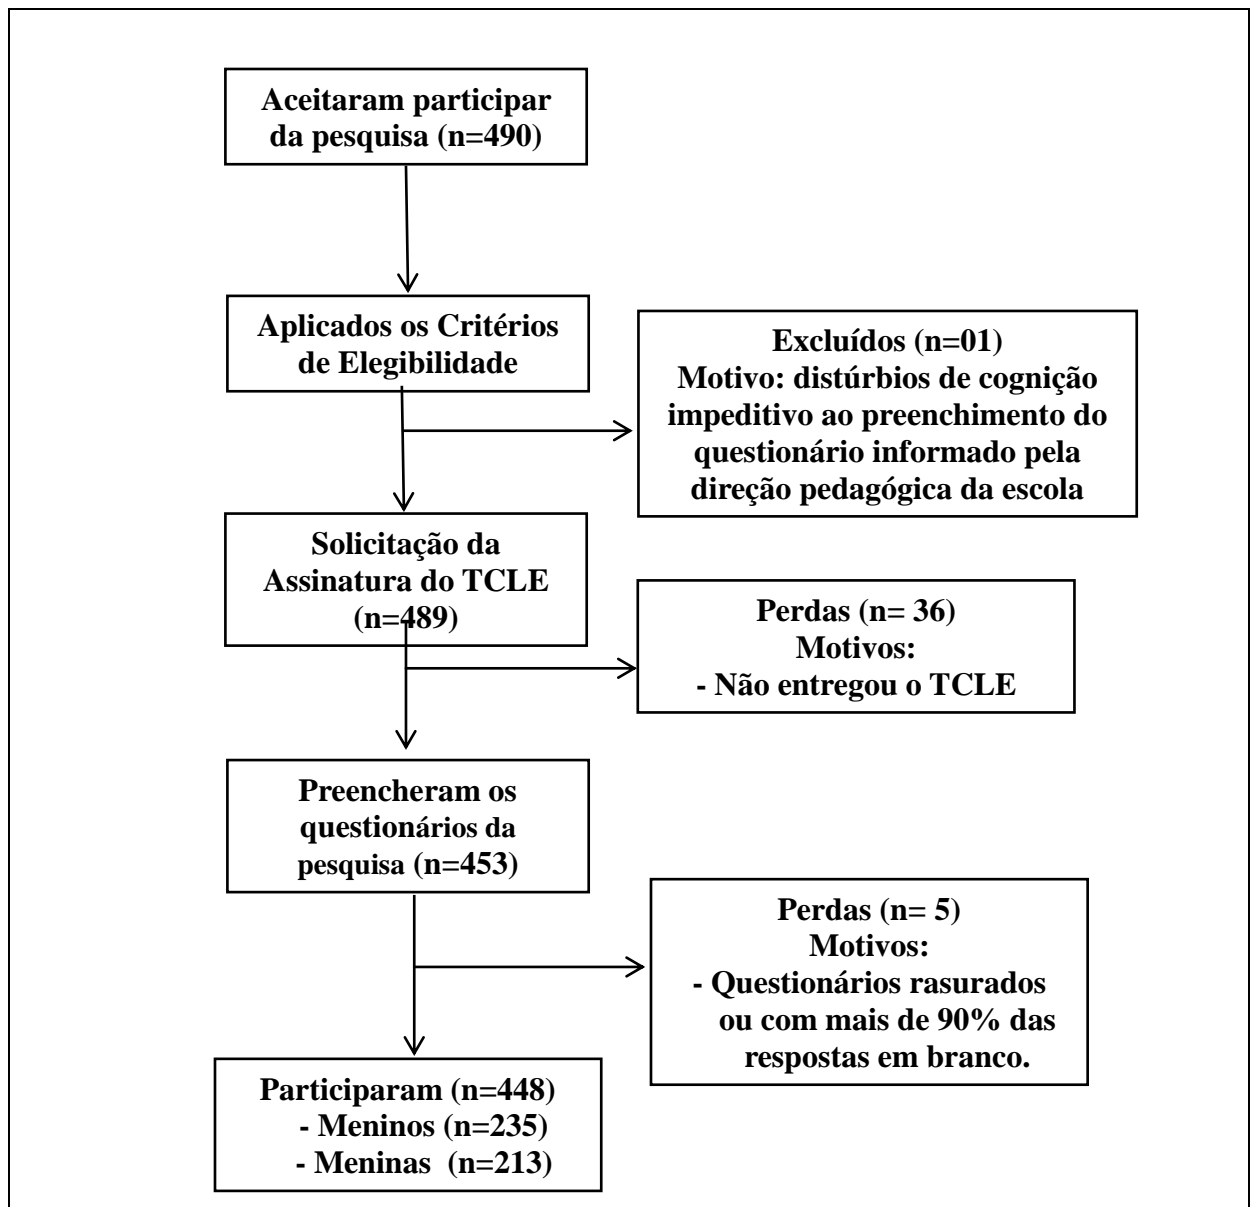 Aceitaram participar
da pesquisa (n=490)
Aplicados os Critérios
de Elegibilidade
Excluídos (n=01)
Motivo: distúrbios de cognição
impeditivo ao preenchimento do
questionário informado pela
direção pedagógica da escola
Solicitação da
Assinatura do TCLE
(n=489)
Perdas (n= 36)
Motivos:
- Não entregou o TCLE
Preencheram os
questionários da
pesquisa (n=453)
Perdas (n= 5)
Motivos:
- Questionários rasurados
ou com mais de 90% das
respostas em branco.
Participaram (n=448)
- Meninos (n=235)
- Meninas (n=213)